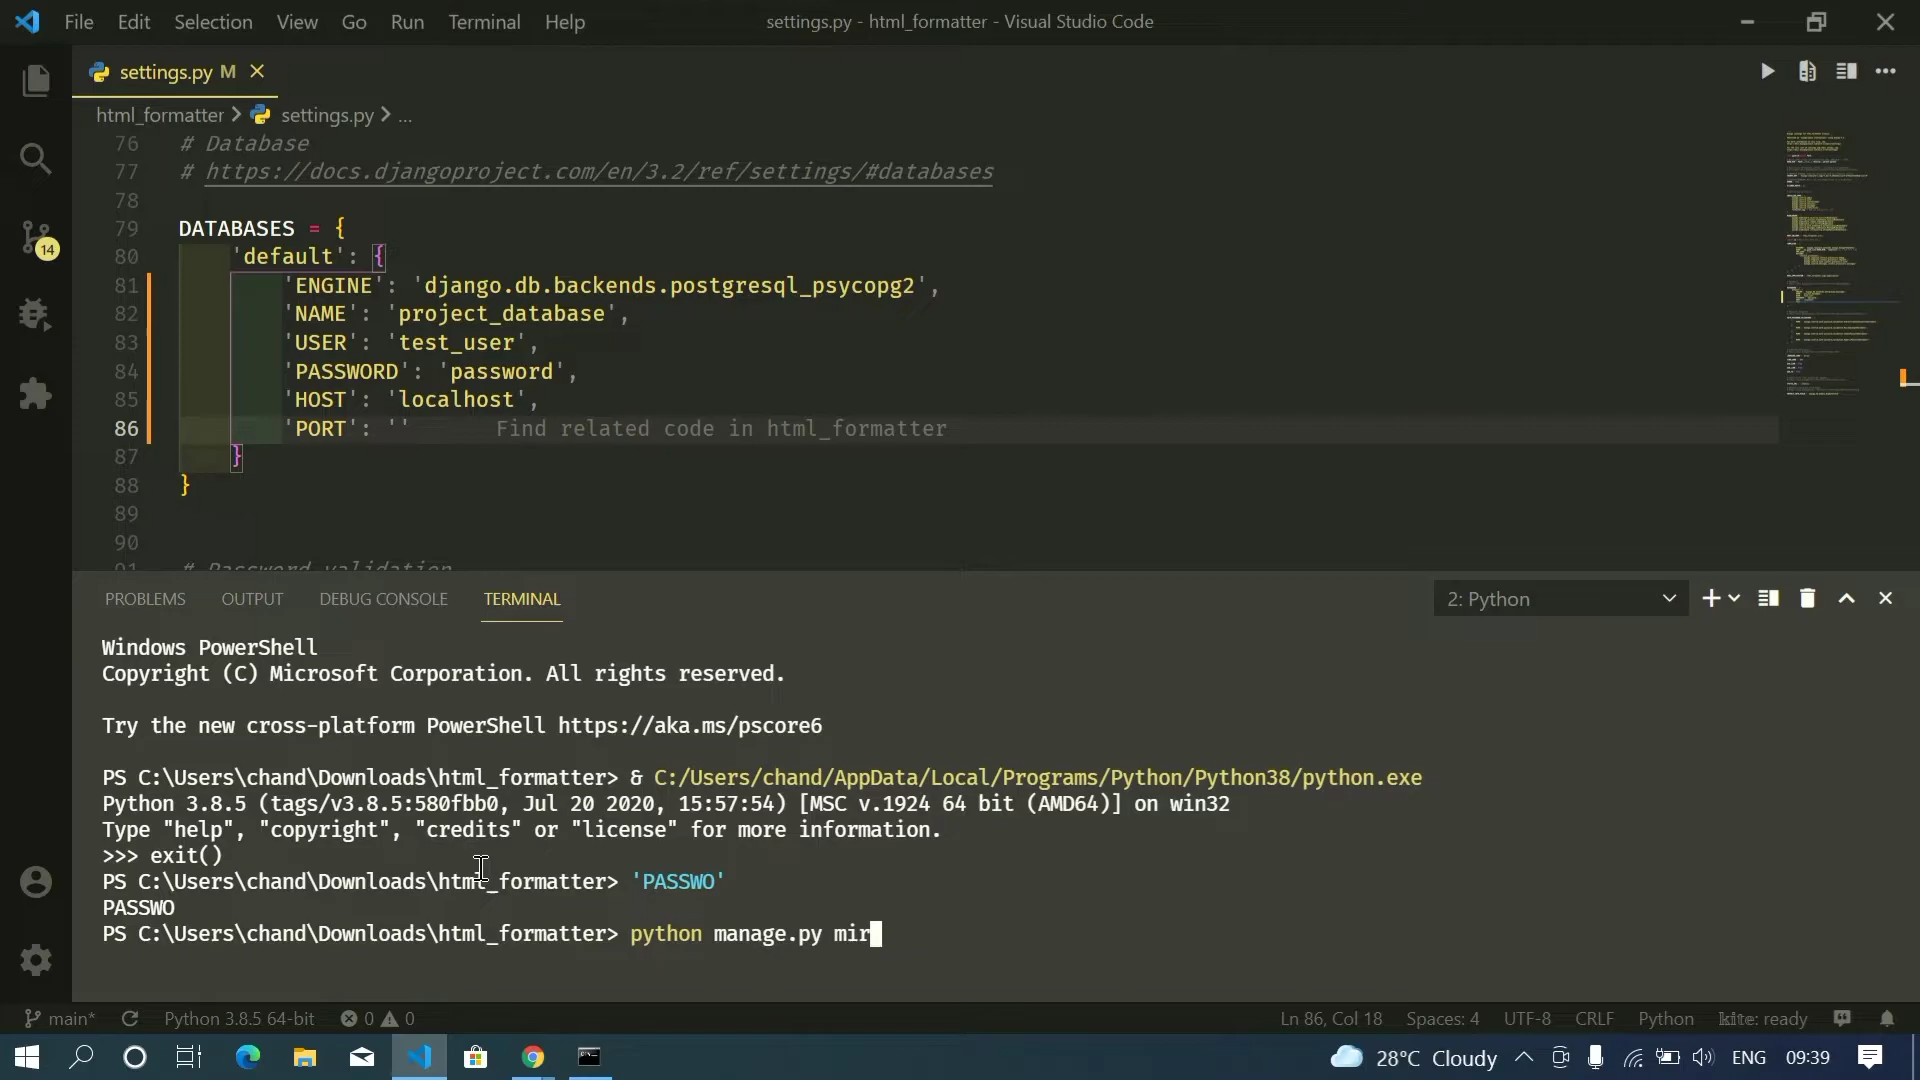 File Edit Selection View Go Run Terminal Help settings.py - html_formatter - Visual Studio Code
settings.py M
html_formatter > settings.py > ...
76 # Database
77 # https://docs.djangoproject.com/en/3.2/ref/settings/#databases
78
79 DATABASES = {
80 'default': {
81 'ENGINE': 'django.db.backends.postgresql_psycopg2',
82 'NAME': 'project_database',
83 'USER': 'test_user',
84 'PASSWORD': 'password',
85 'HOST': 'localhost',
86 'PORT': '' Find related code in html_formatter
87 }
88 }
89
90
91 # Password validation
14
PROBLEMS OUTPUT DEBUG CONSOLE TERMINAL 2: Python
Windows PowerShell
Copyright (C) Microsoft Corporation. All rights reserved.
Try the new cross-platform PowerShell https://aka.ms/pscore6
PS C:\Users\chand\Downloads\html_formatter> & C:/Users/chand/AppData/Local/Programs/Python/Python38/python.exe
Python 3.8.5 (tags/v3.8.5:580fbb0, Jul 20 2020, 15:57:54) [MSC v.1924 64 bit (AMD64)] on win32
Type "help", "copyright", "credits" or "license" for more information.
>>> exit()
PS C:\Users\chand\Downloads\html_formatter> 'PASSWO'
PASSWO
PS C:\Users\chand\Downloads\html_formatter> python manage.py mir
main* Python 3.8.5 64-bit 0 0 Ln 86, Col 18 Spaces: 4 UTF-8 CRLF Python kite: ready
28°C Cloudy ENG 09:39